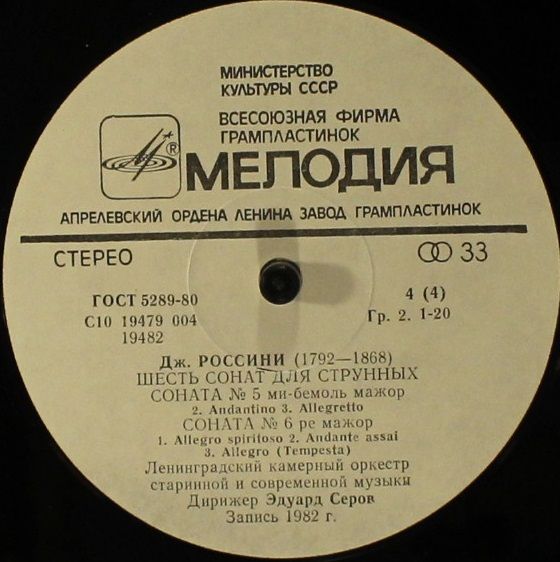 МИНИСТЕРСТВО
КУЛЬТУРЫ СССР
ВСЕСОЮЗНАЯ ФИРМА
ГРАМПЛАСТИНОК
® МЕЛОДИЯ
АПРЕЛЕВСКИЙ ОРДЕНА ЛЕНИНА ЗАВОД ГРАМПЛАСТИНОК
СТЕРЕО 33
ГОСТ 5289-80 4 (4)
С10 19479 004 Гр. 2. 1-20
19482
Дж. РОССИНИ (1792—1868)
ШЕСТЬ СОНАТ ДЛЯ СТРУННЫХ
СОНАТА № 5 ми-бемоль мажор
2. Andantino 3. Allegretto
СОНАТА № 6 ре мажор
1. Allegro spiritoso 2. Andante assai
3. Allegro (Tempesta)
Ленинградский камерный оркестр
старинной и современной музыки
Дирижер Эдуард Серов
Запись 1982 г.